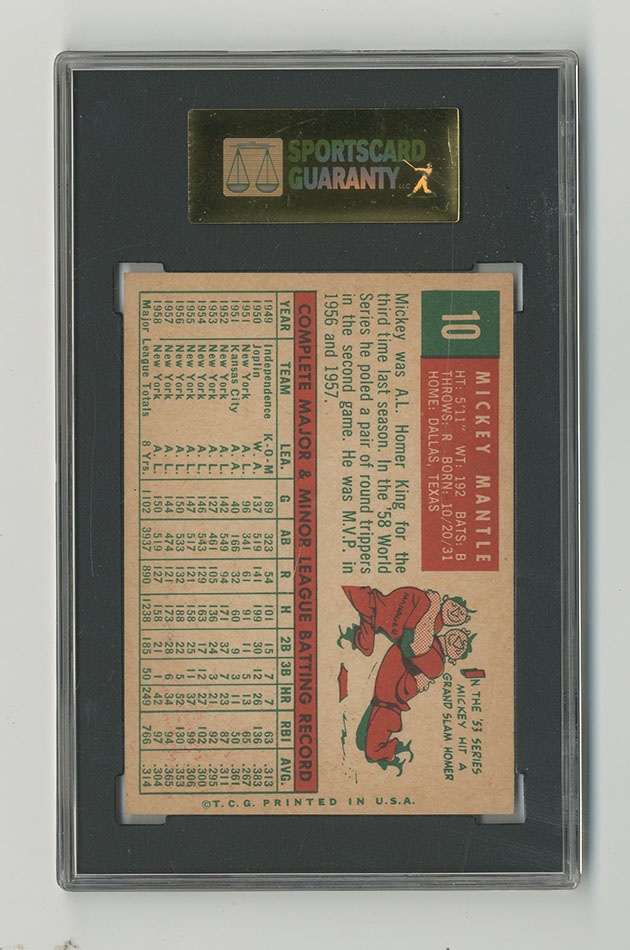 SPORTSCARD
GUARANTY LLC
10
MICKEY MANTLE
HT: 5'11" WT: 192 BATS: B
THROWS: R BORN: 10/20/31
HOME: DALLAS, TEXAS
Mickey was A.L. Homer King for the
third time last season. In the '58 World
Series he poled a pair of round trippers
in the second game. He was M.V.P. in
1956 and 1957.
IN THE '53 SERIES
MICKEY HIT A
GRAND SLAM HOMER
COMPLETE MAJOR & MINOR LEAGUE BATTING RECORD
YEAR TEAM LEA. G AB R H 2B 3B HR RBI AVG.
1949 Independence K-O-M 89 323 54 101 15 7 7 63 .313
1950 Joplin W. A. 137 519 141 199 30 12 26 136 .383
1951 New York A. L. 96 341 61 91 11 5 13 65 .267
1951 Kansas City A. A. 40 166 32 60 9 3 11 50 .361
1952 New York A. L. 142 549 94 171 37 7 23 87 .311
1953 New York A. L. 127 461 105 136 24 3 21 92 .295
1954 New York A. L. 146 543 129 163 17 12 27 102 .300
1955 New York A. L. 147 517 121 158 25 11 37 99 .306
1956 New York A. L. 150 533 132 188 22 5 52 130 .353
1957 New York A. L. 144 474 121 173 28 6 34 94 .365
1958 New York A. L. 150 519 127 158 21 1 42 97 .304
Major League Totals 8 Yrs. 1102 3937 890 1238 185 50 249 766 .314
© T. C. G. PRINTED IN U.S.A.